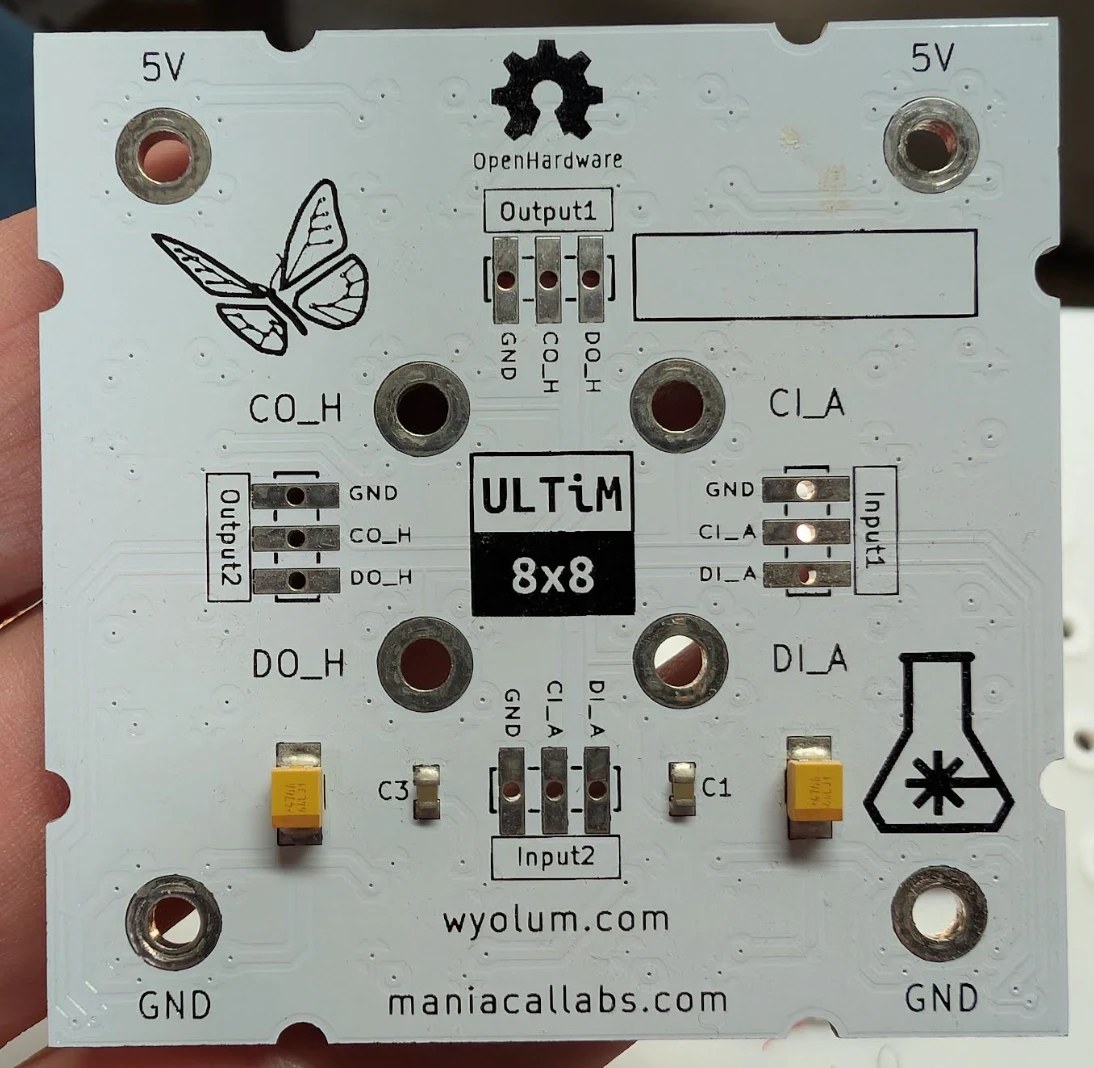 5V
5V
OpenHardware
Output1
GND
CO_H
DO_H
CO_H
CI_A
Output2
GND
CO_H
DO_H
ULTiM
8x8
GND
CI_A
DI_A
Input1
DO_H
DI_A
GND
CI_A
DI_A
C3
C1
Input2
wyolum.com
maniacallabs.com
GND
GND